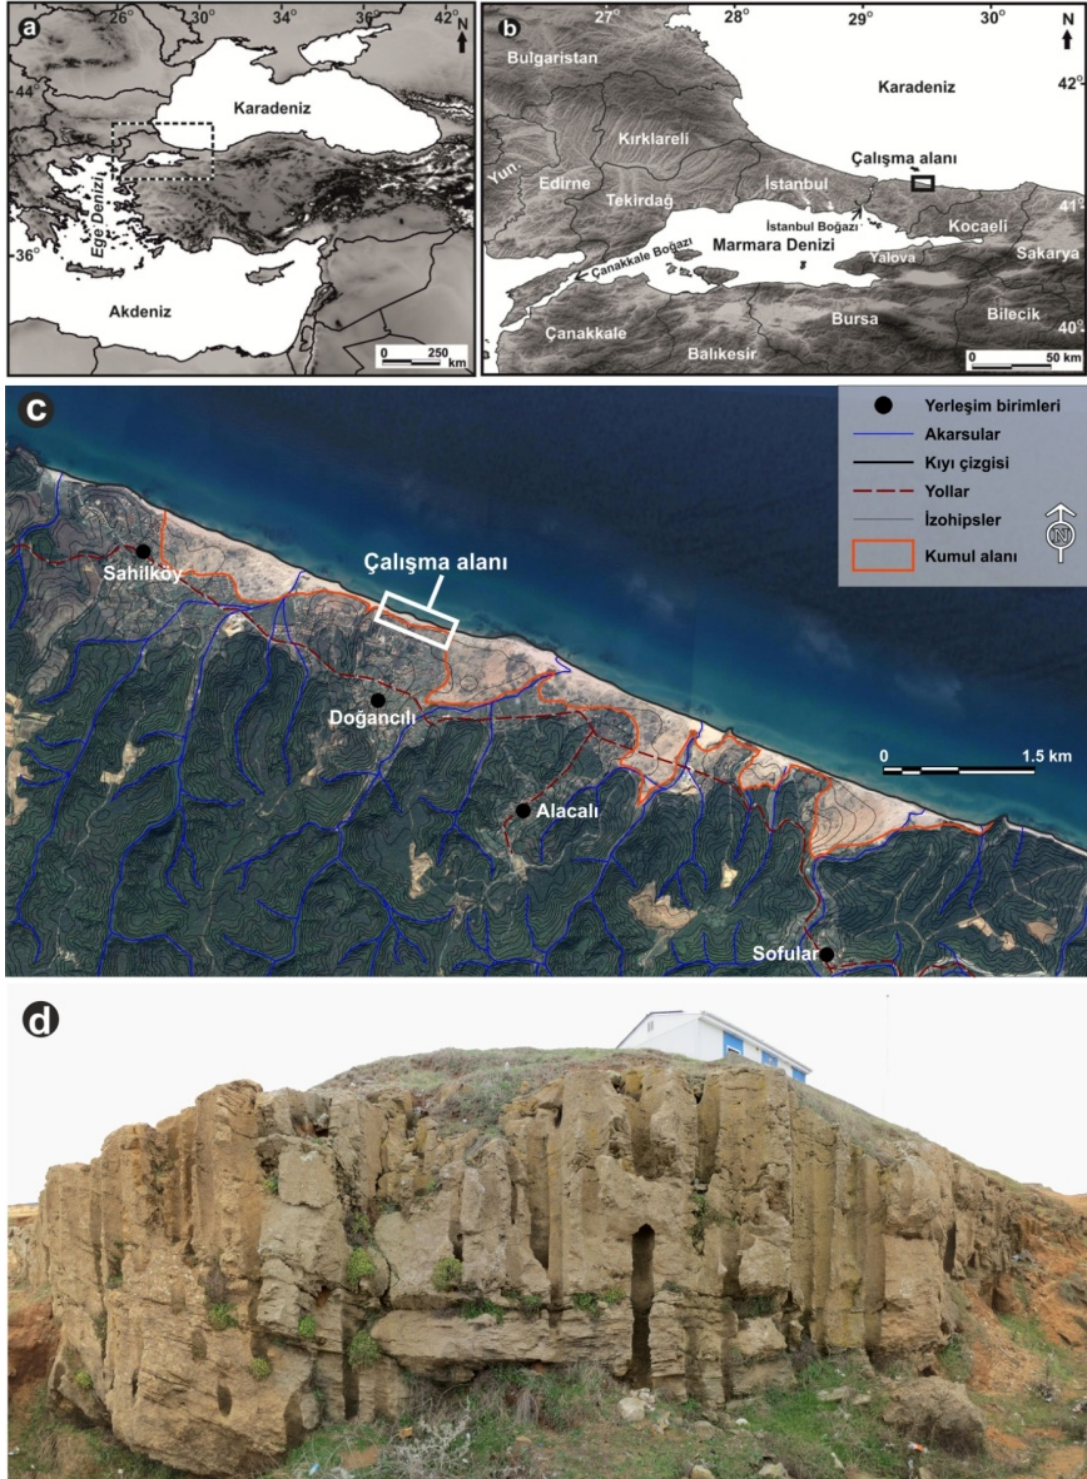 a
26°
30°
36°
42°
N
44°
Karadeniz
Ege Denizi
36°
Akdeniz
0 250
km
b
27°
28°
29°
30°
N
Bulgaristan
Karadeniz
42°
Kırklareli
Çalışma alanı
Yun.
Edirne
Tekirdağ
İstanbul
41°
İstanbul Boğazı
Kocaeli
Marmara Denizi
Çanakkale Boğazı
Yalova
Sakarya
Çanakkale
Bursa
Bilecik
40°
Balıkesir
0 50
km
c
Yerleşim birimleri
Akarsular
Kıyı çizgisi
Yollar
İzohipsler
Kumul alanı
N
Sahilköy
Çalışma alanı
Doğancılı
0 1.5 km
Alacalı
Sofular
d